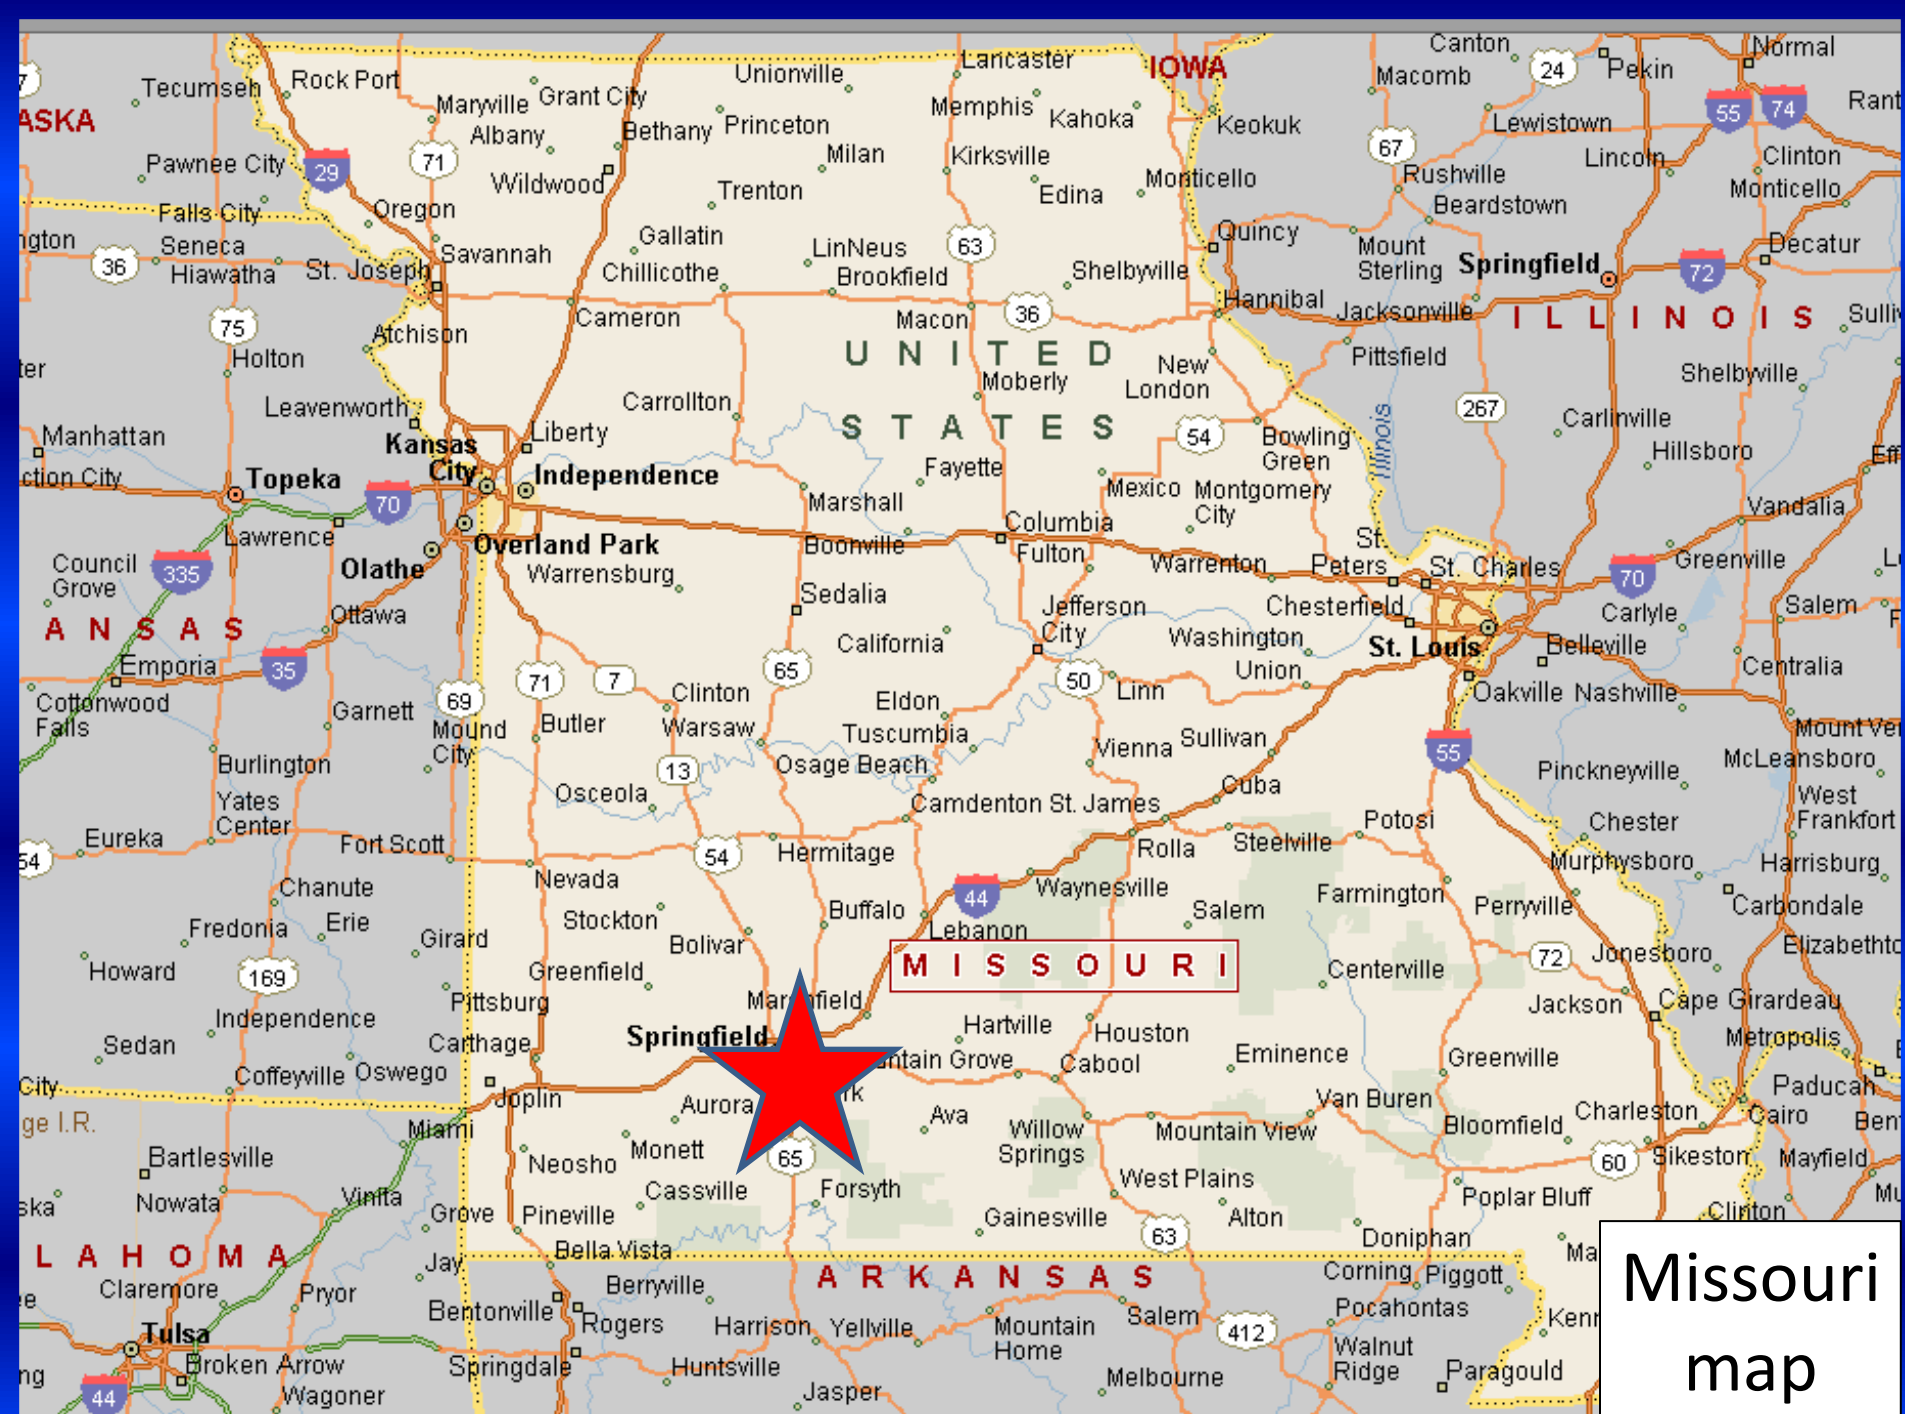 Canton
24
Normal
Lancaster
IOWA
Macomb
Pekin
Tecumseh
Rock Port
Unionville
55
74
Maryville
Grant City
Memphis
Kahoka
Keokuk
Lewistown
Albany
Bethany
Princeton
67
Pawnee City
29
71
Milan
Kirksville
Lincoln
Clinton
Wildwood
Trenton
Edina
Monticello
Rushville
Monticello
Falls City
Oregon
Beardstown
Seneca
Gallatin
LinNeus
63
Quincy
Mount
Sterling
Springfield
72
Decatur
36
Hiawatha
St. Joseph
Savannah
Chillicothe
Brookfield
Shelbyville
75
Cameron
Macon
36
Hannibal
Jacksonville
ILLINOIS
Atchison
UNITED
New
London
Pittsfield
Holton
Moberly
Shelbyville
Leavenworth
Carrollton
STATES
54
267
Carlinville
Manhattan
Kansas
City
Liberty
Fayette
Bowling
Green
Illinois
Hillsboro
Topeka
70
Independence
Marshall
Mexico
Montgomery
City
Vandalia
Lawrence
Overland Park
Boonville
Columbia
Fulton
St.
Peters
St. Charles
Greenville
Council
Grove
335
Olathe
Warrensburg
Warrenton
70
Ottawa
Sedalia
Jefferson
City
Chesterfield
Carlyle
Salem
California
Washington
St. Louis
Belleville
Emporia
35
71
7
65
50
Union
Centralia
Cottonwood
Falls
Garnett
69
Clinton
Eldon
Linn
Oakville
Nashville
Mound
City
Butler
Warsaw
Tuscumbia
Vienna
Sullivan
55
McLeansboro
Burlington
13
Osage Beach
Pinckneyville
Yates
Center
Osceola
Camdenton
St. James
Cuba
West
Frankfort
54
Eureka
Fort Scott
54
Hermitage
Rolla
Steelville
Potosi
Chester
Murphysboro
Harrisburg
Chanute
Nevada
44
Waynesville
Farmington
Perryville
Carbondale
Fredonia
Erie
Girard
Stockton
Buffalo
Lebanon
Salem
Bolivar
MISSOURI
72
Jonesboro
Howard
169
Greenfield
Centerville
Pittsburg
Jackson
Cape Girardeau
Independence
Springfield
Hartville
Houston
Metropolis
Sedan
Carthage
Cabool
Eminence
Greenville
Coffeyville
Oswego
Joplin
Van Buren
Paducah
Aurora
Ava
Willow
Springs
Mountain View
Bloomfield
Charleston
Cairo
Miami
Monett
65
60
Sikeston
Mayfield
Bartlesville
Neosho
Nowata
Vinita
Cassville
Forsyth
West Plains
Poplar Bluff
Clinton
Grove
Pineville
Gainesville
63
Alton
Doniphan
Bella Vista
Jay
ARKANSAS
Corning
Piggott
Claremore
Pryor
Bentonville
Berryville
Pocahontas
Rogers
Harrison
Yellville
Mountain
Home
Salem
412
Tulsa
Walnut
Ridge
Broken Arrow
Springdale
Huntsville
Melbourne
Paragould
44
Wagoner
Jasper
Missouri
map